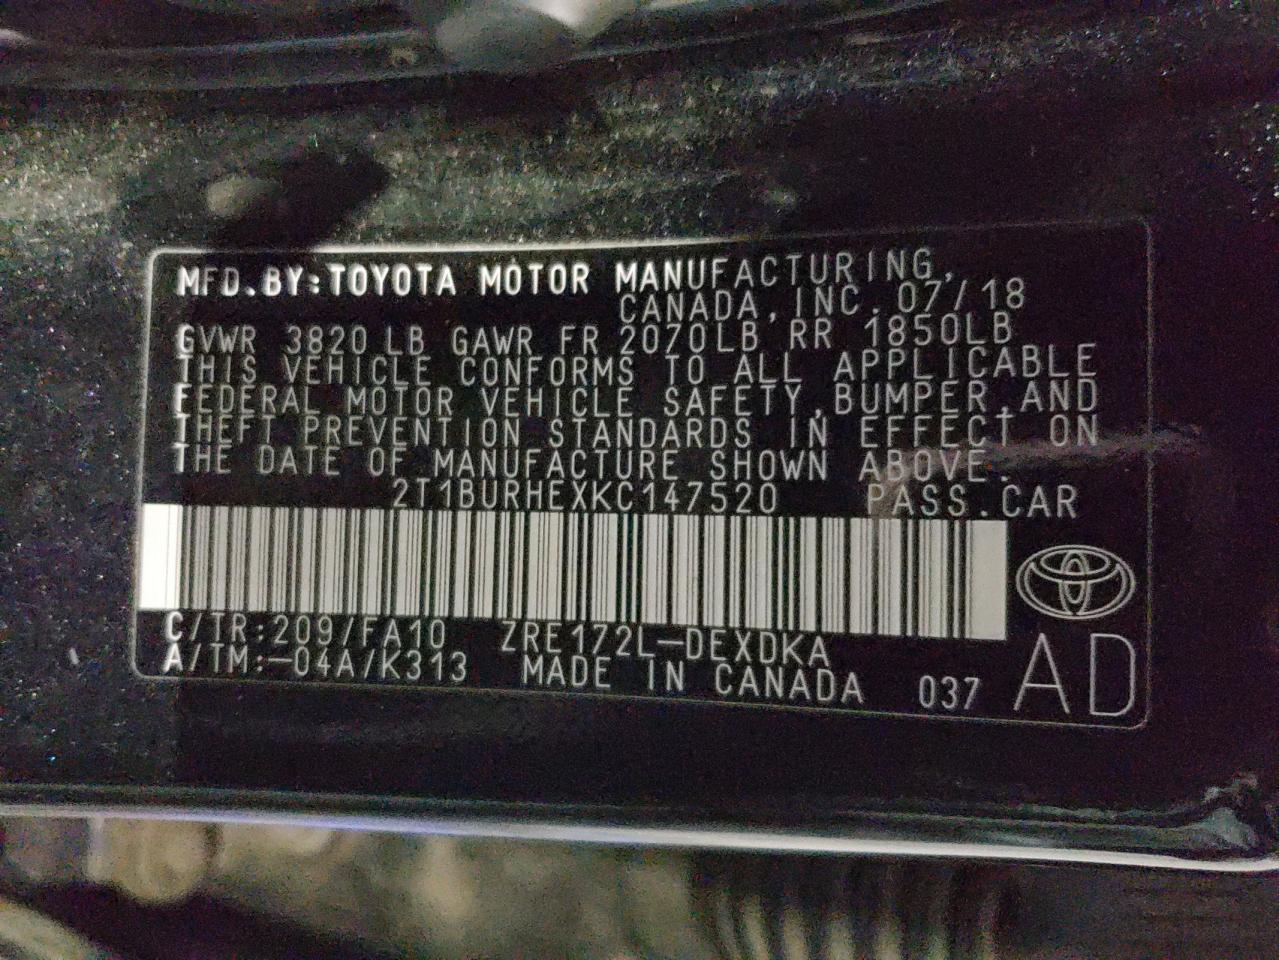 MFD.BY:TOYOTA MOTOR MANUFACTURING,
CANADA, INC. 07/18
GVWR 3820 LB GAWR FR 2070LB, RR 1850LB
THIS VEHICLE CONFORMS TO ALL APPLICABLE
FEDERAL MOTOR VEHICLE SAFETY, BUMPER, AND
THEFT PREVENTION STANDARDS IN EFFECT ON
THE DATE OF MANUFACTURE SHOWN ABOVE.
2T1BURHEXKC147520 PASS. CAR
C/TR:209/FA10 ZRE172L-DEXDKA
A/TM:-04A/K313 MADE IN CANADA 037 AD